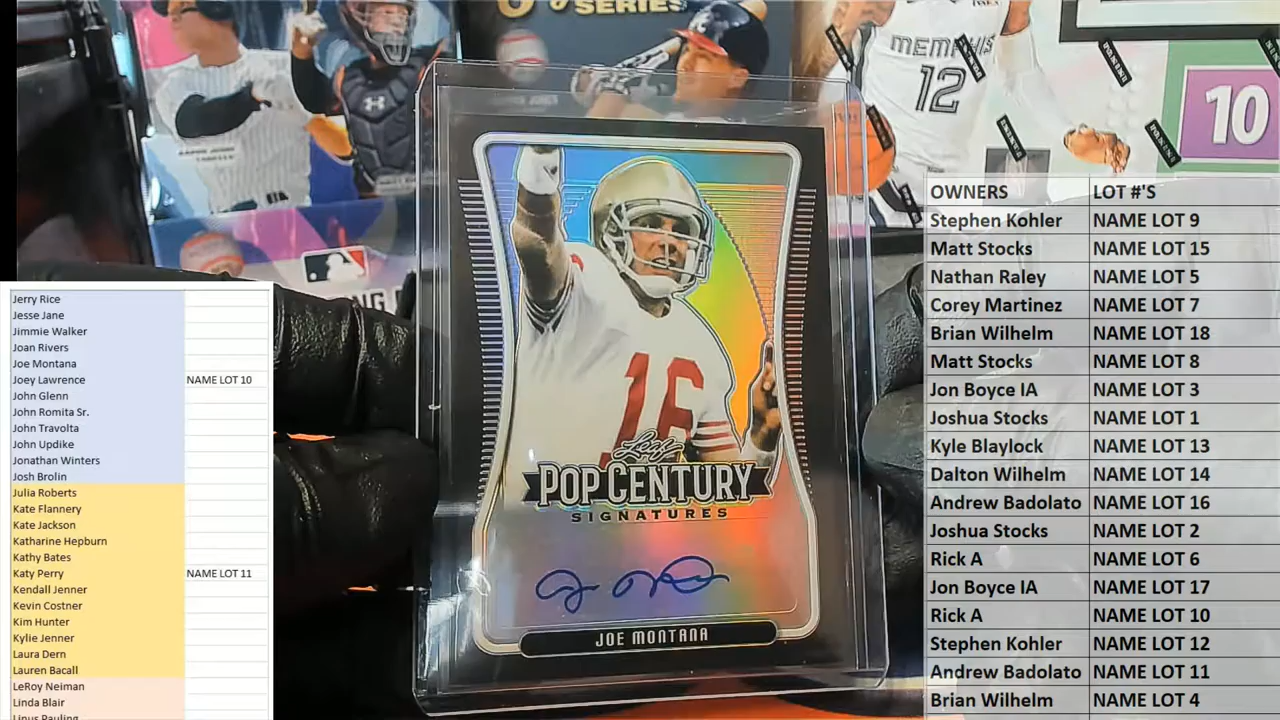 SERIES
MEMPHIS
12
10
Jerry Rice
Jesse Jane
Jimmie Walker
Joan Rivers
Joe Montana
Joey Lawrence NAME LOT 10
John Glenn
John Romita Sr.
John Travolta
John Updike
Jonathan Winters
Josh Brolin
Julia Roberts
Kate Flannery
Kate Jackson
Katharine Hepburn
Kathy Bates
Katy Perry NAME LOT 11
Kendall Jenner
Kevin Costner
Kim Hunter
Kylie Jenner
Laura Dern
Lauren Bacall
LeRoy Neiman
Linda Blair
Linus Pauling
16
Leaf
POP CENTURY
SIGNATURES
JOE MONTANA
OWNERS LOT #'S
Stephen Kohler NAME LOT 9
Matt Stocks NAME LOT 15
Nathan Raley NAME LOT 5
Corey Martinez NAME LOT 7
Brian Wilhelm NAME LOT 18
Matt Stocks NAME LOT 8
Jon Boyce IA NAME LOT 3
Joshua Stocks NAME LOT 1
Kyle Blaylock NAME LOT 13
Dalton Wilhelm NAME LOT 14
Andrew Badolato NAME LOT 16
Joshua Stocks NAME LOT 2
Rick A NAME LOT 6
Jon Boyce IA NAME LOT 17
Rick A NAME LOT 10
Stephen Kohler NAME LOT 12
Andrew Badolato NAME LOT 11
Brian Wilhelm NAME LOT 4